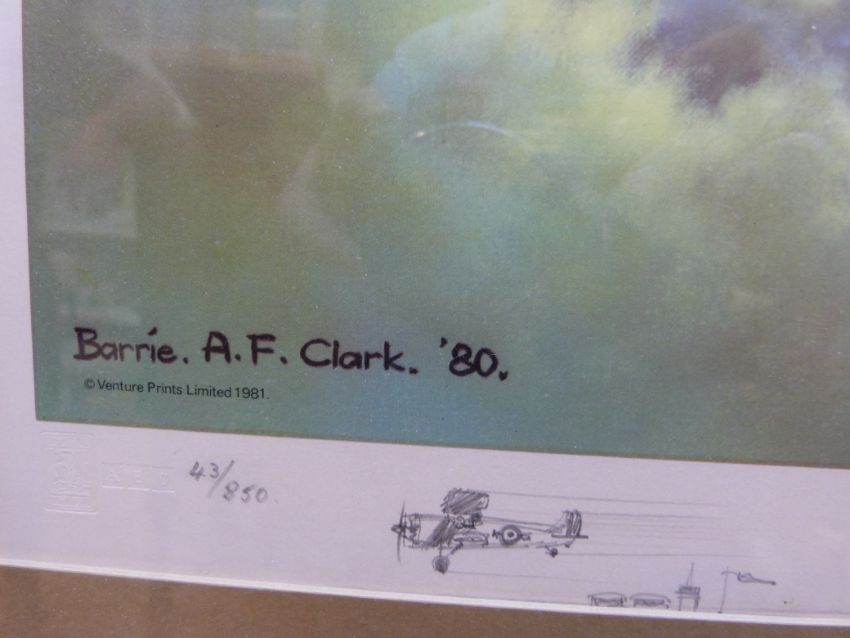 Barrie. A.F. Clark. '80.
© Venture Prints Limited 1981.
43/850.